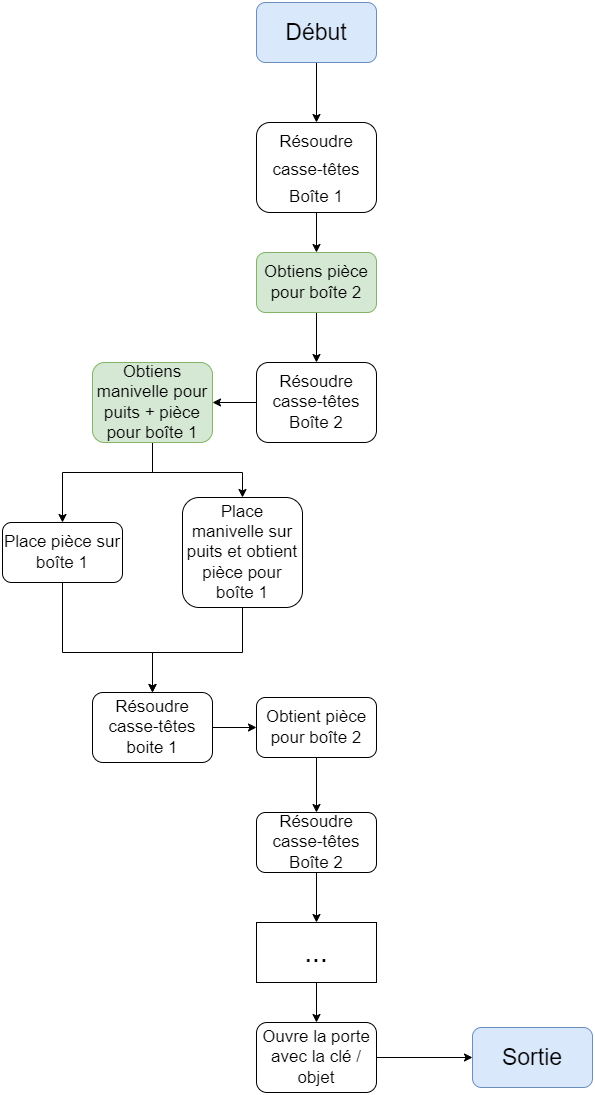 Début
Résoudre
casse-têtes
Boîte 1
Obtiens pièce
pour boîte 2
Résoudre
casse-têtes
Boîte 2
Obtiens
manivelle pour
puits + pièce
pour boîte 1
Place pièce sur
boîte 1
Place
manivelle sur
puits et obtient
pièce pour
boîte 1
Résoudre
casse-têtes
boite 1
Obtient pièce
pour boîte 2
Résoudre
casse-têtes
Boîte 2
...
Ouvre la porte
avec la clé /
objet
Sortie